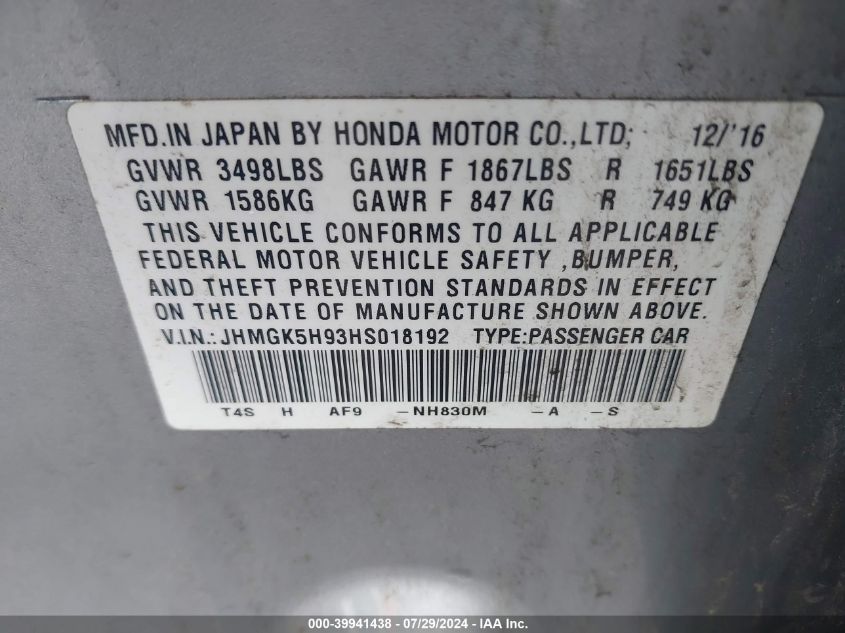 MFD.IN JAPAN BY HONDA MOTOR CO.,LTD; 12/'16
GVWR 3498LBS GAWR F 1867LBS R 1651LBS
GVWR 1586KG GAWR F 847 KG R 749 KG
THIS VEHICLE CONFORMS TO ALL APPLICABLE
FEDERAL MOTOR VEHICLE SAFETY ,BUMPER,
AND THEFT PREVENTION STANDARDS IN EFFECT
ON THE DATE OF MANUFACTURE SHOWN ABOVE.
V.I.N.: JHMGK5H93HS018192 TYPE:PASSENGER CAR
T4S H AF9 -NH830M -A -S
000-39941438 - 07/29/2024 - IAA Inc.